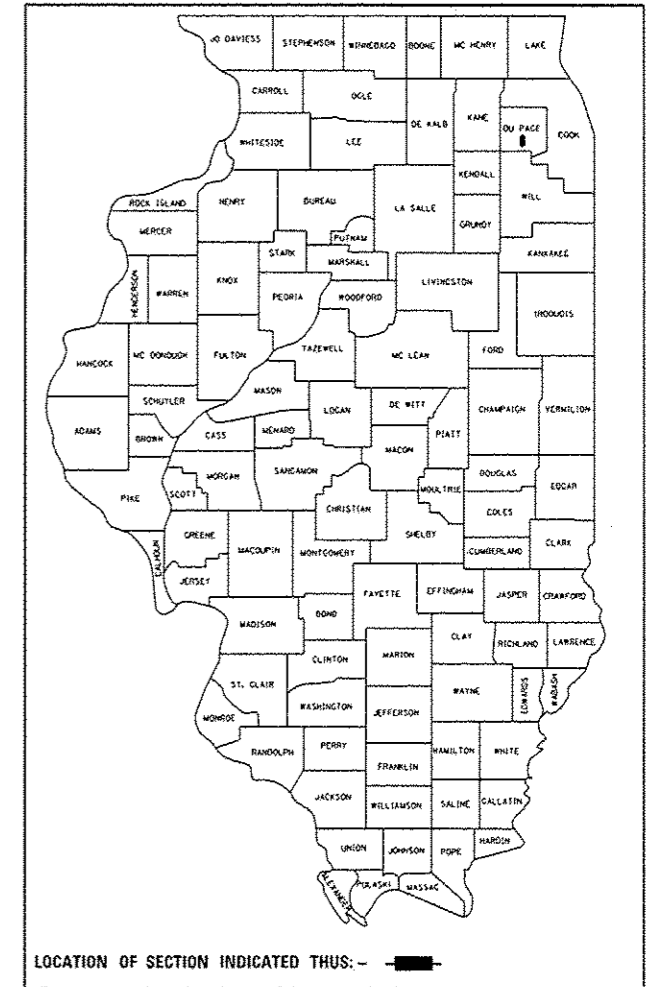 JO DAVIESS STEPHENSON WINNEBAGO BOONE MC HENRY LAKE
CARROLL OGLE DE KALB KANE DU PAGE COOK
WHITESIDE LEE
KENDALL WILL
ROCK ISLAND HENRY BUREAU LA SALLE GRUNDY
MERCER PUTNAM
STARK MARSHALL KANKAKEE
HENDERSON WARREN KNOX PEORIA WOODFORD LIVINGSTON IROQUOIS
HANCOCK MC DONOUGH FULTON TAZEWELL MC LEAN FORD
MASON
SCHUYLER LOGAN DE WITT CHAMPAIGN VERMILION
ADAMS BROWN CASS MENARD PIATT
MACON
MORGAN SANGAMON DOUGLAS EDGAR
PIKE SCOTT CHRISTIAN MOULTRIE COLES
GREENE MACOUPIN MONTGOMERY SHELBY CUMBERLAND CLARK
CALHOUN JERSEY
FAYETTE EFFINGHAM JASPER CRAWFORD
MADISON BOND
CLAY RICHLAND LAWRENCE
CLINTON MARION
ST. CLAIR WAYNE EDWARDS WABASH
WASHINGTON JEFFERSON
MONROE
RANDOLPH PERRY HAMILTON WHITE
FRANKLIN
JACKSON WILLIAMSON SALINE GALLATIN
UNION JOHNSON POPE HARDIN
ALEXANDER PULASKI MASSAC
LOCATION OF SECTION INDICATED THUS: -